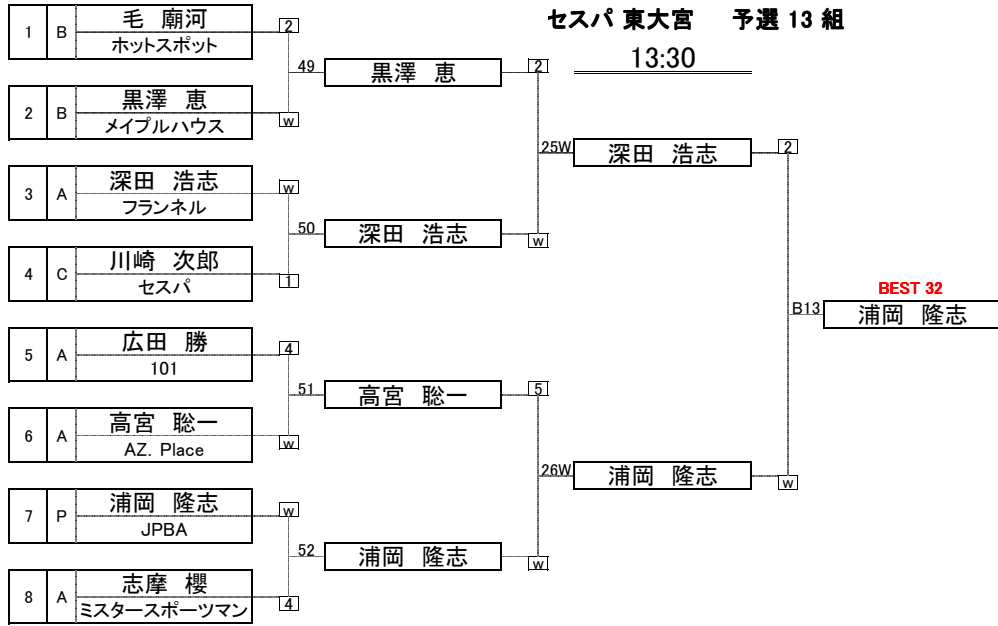 セスパ 東大宮 予選 13 組
13:30
1 B 毛 廟河
ホットスポット
2
49
黒澤 恵
2
2 B 黒澤 恵
メイプルハウス
w
25W
深田 浩志
2
3 A 深田 浩志
フランネル
w
50
深田 浩志
w
4 C 川崎 次郎
セスパ
1
BEST 32
B13
浦岡 隆志
5 A 広田 勝
101
4
51
高宮 聡一
5
6 A 高宮 聡一
AZ. Place
w
26W
浦岡 隆志
w
7 P 浦岡 隆志
JPBA
w
52
浦岡 隆志
w
8 A 志摩 櫻
ミスタースポーツマン
4